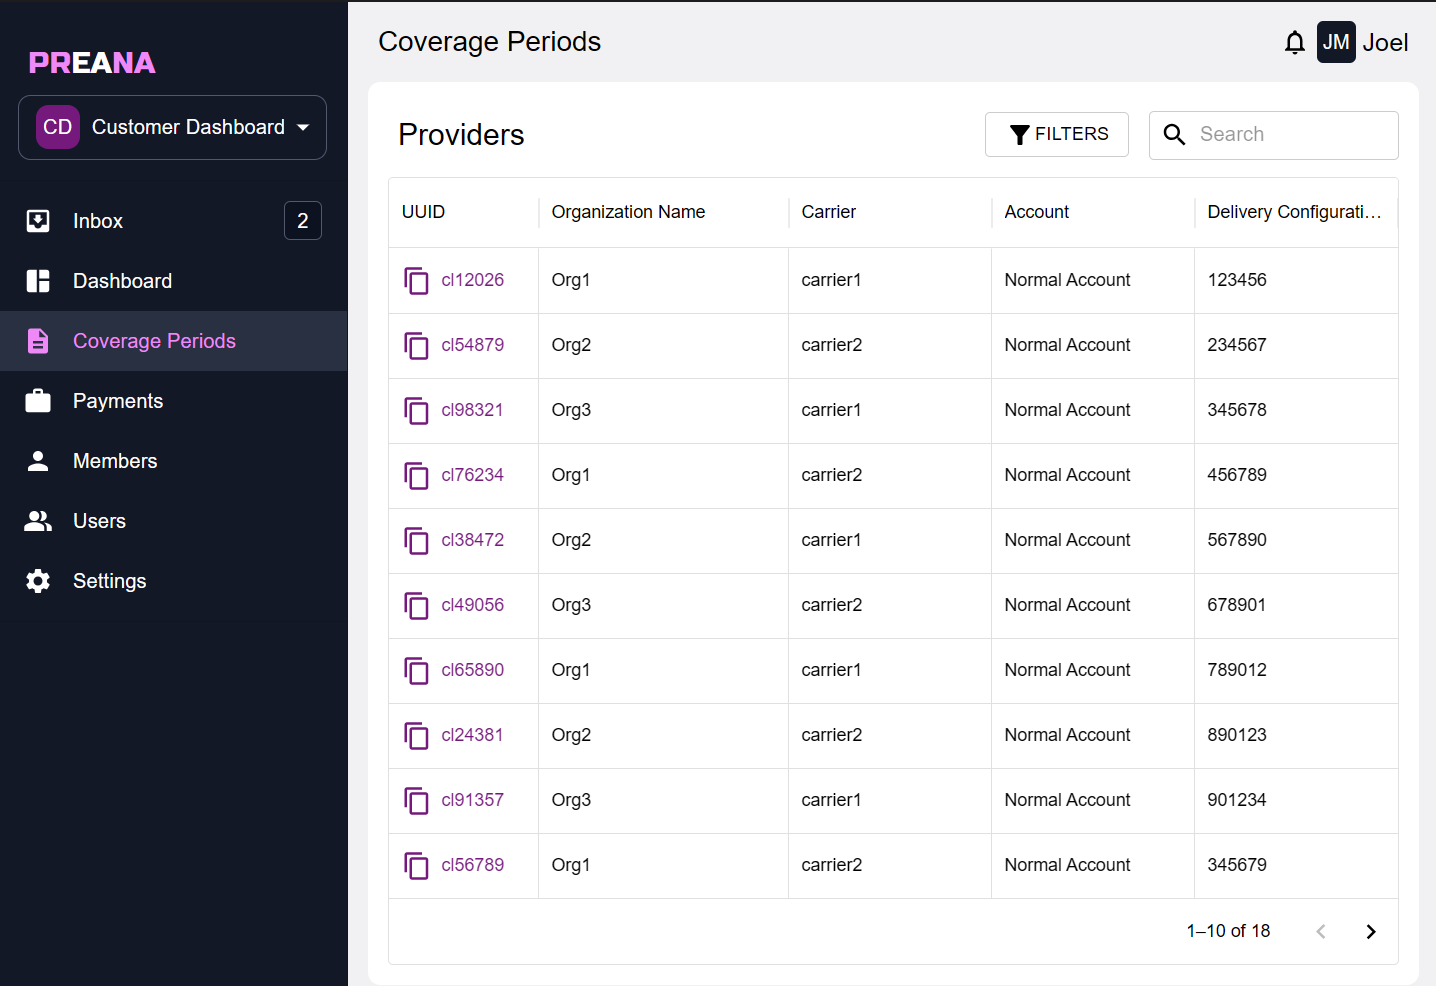 PREANA
CD Customer Dashboard
Inbox 2
Dashboard
Coverage Periods
Payments
Members
Users
Settings
Coverage Periods
JM Joel
Providers
FILTERS
Search
UUID Organization Name Carrier Account Delivery Configurati...
cl12026 Org1 carrier1 Normal Account 123456
cl54879 Org2 carrier2 Normal Account 234567
cl98321 Org3 carrier1 Normal Account 345678
cl76234 Org1 carrier2 Normal Account 456789
cl38472 Org2 carrier1 Normal Account 567890
cl49056 Org3 carrier2 Normal Account 678901
cl65890 Org1 carrier1 Normal Account 789012
cl24381 Org2 carrier2 Normal Account 890123
cl91357 Org3 carrier1 Normal Account 901234
cl56789 Org1 carrier2 Normal Account 345679
1–10 of 18